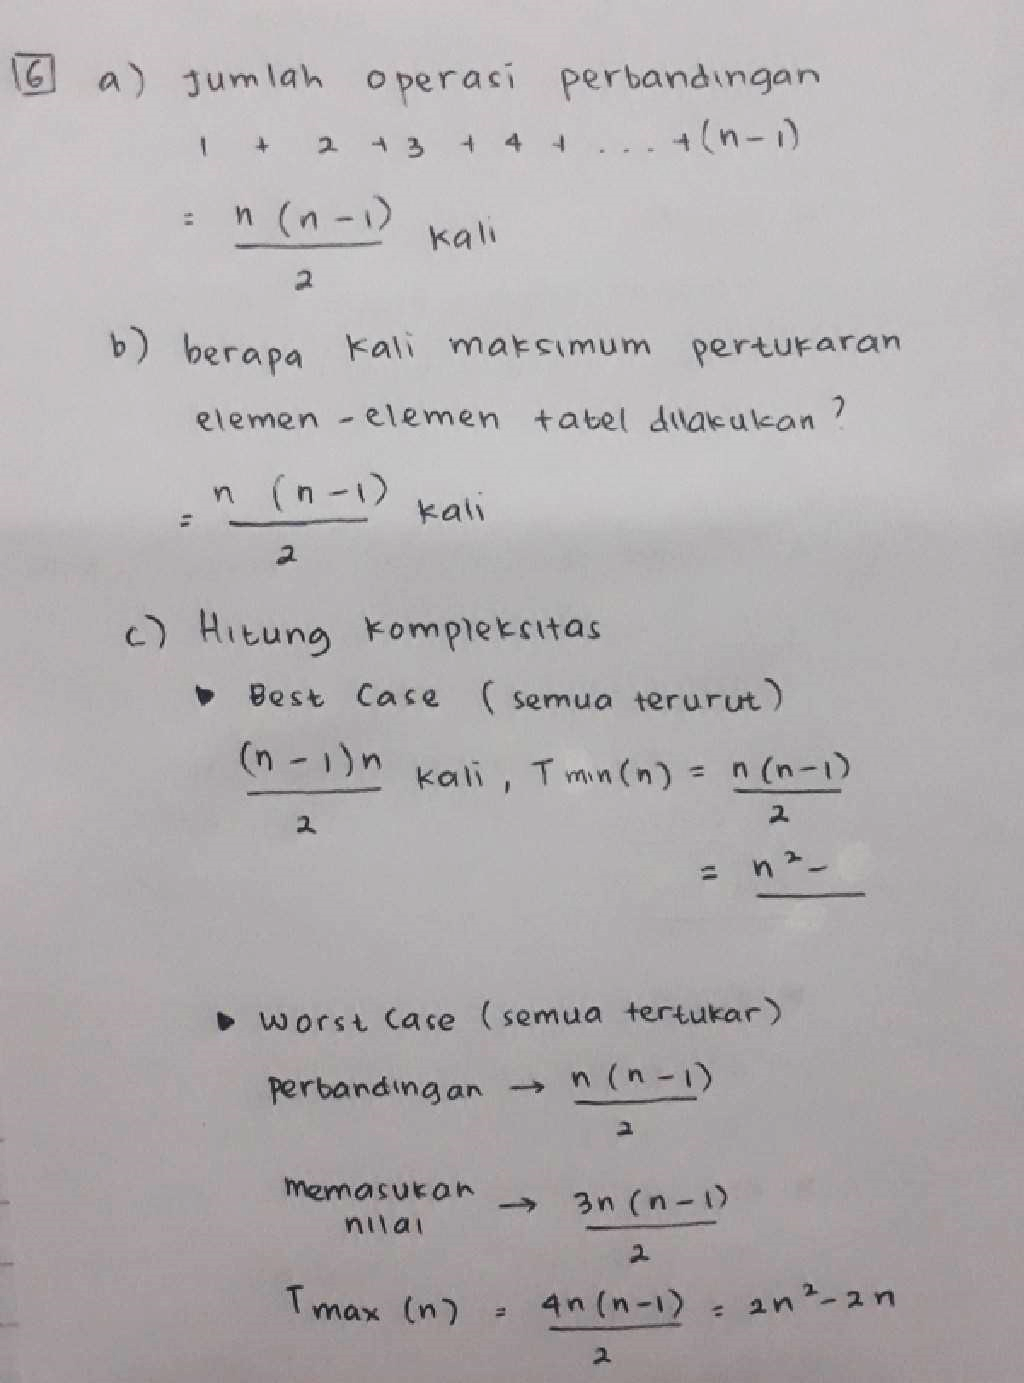 6 a) Jumlah operasi perbandingan
1 + 2 + 3 + 4 + ... + (n-1)
= n (n-1) kali
2
b) berapa kali maksimum pertukaran
elemen - elemen tabel dilakukan ?
= n (n-1) kali
2
c) Hitung kompleksitas
▸ Best Case (semua terurut)
(n-1)n kali, Tmin(n) = n(n-1)
2 2
= n² -
▸ Worst Case (semua tertukar)
perbandingan → n(n-1)
2
memasukan → 3n(n-1)
nilai
2
Tmax (n) = 4n(n-1) = 2n²-2n
2